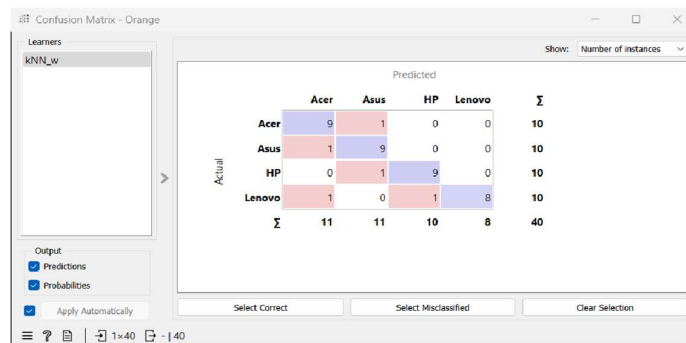 Confusion Matrix - Orange
Learners
kNN_w
Show: Number of instances
Predicted
Acer Asus HP Lenovo Σ
Acer 9 1 0 0 10
Asus 1 9 0 0 10
Actual
HP 0 1 9 0 10
Lenovo 1 0 1 8 10
Σ 11 11 10 8 40
Output
Predictions
Probabilities
Apply Automatically
Select Correct Select Misclassified Clear Selection
1×40 - | 40